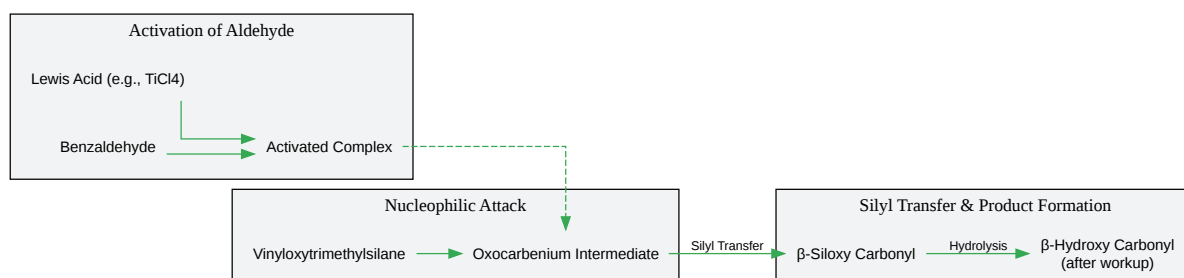 Activation of Aldehyde
Lewis Acid (e.g., TiCl4)
Benzaldehyde
Activated Complex
Nucleophilic Attack
Vinyloxytrimethylsilane
Oxocarbenium Intermediate
Silyl Transfer
Silyl Transfer & Product Formation
β-Siloxy Carbonyl
Hydrolysis
β-Hydroxy Carbonyl
(after workup)